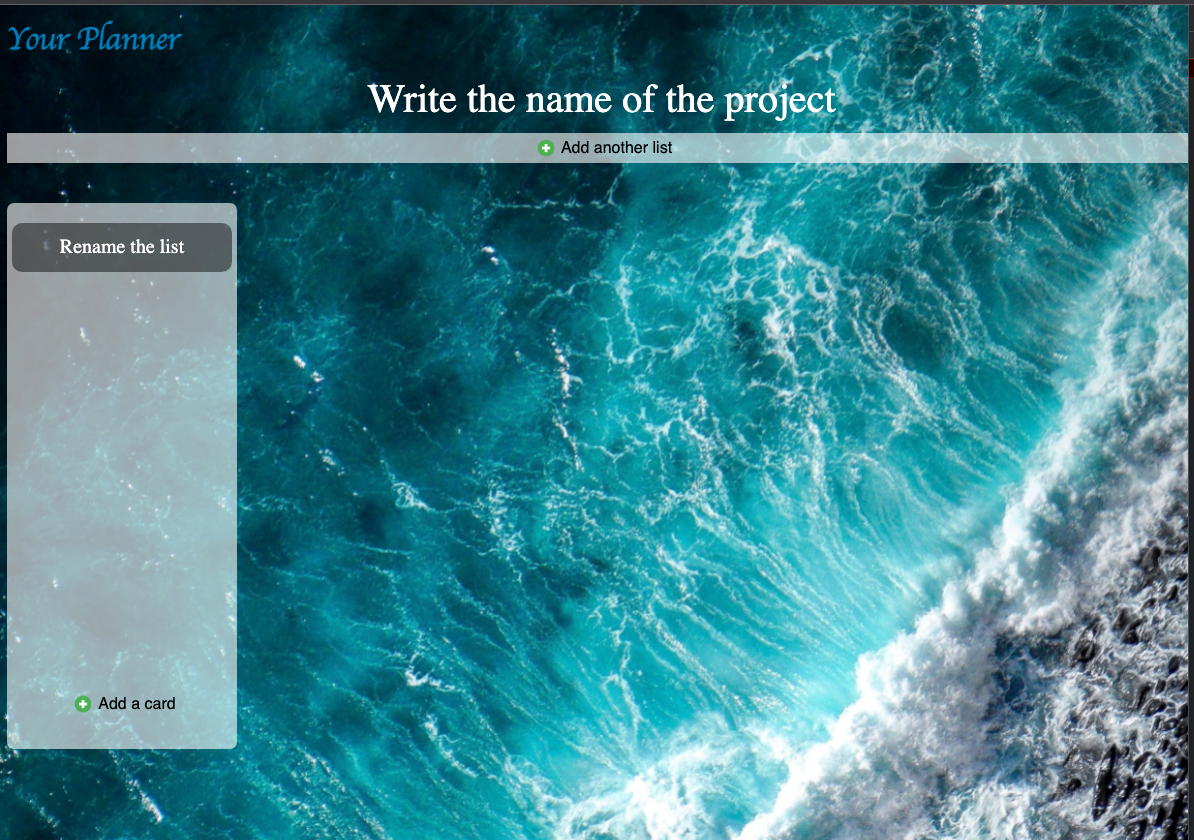 Your Planner
Write the name of the project
Add another list
Rename the list
Add a card